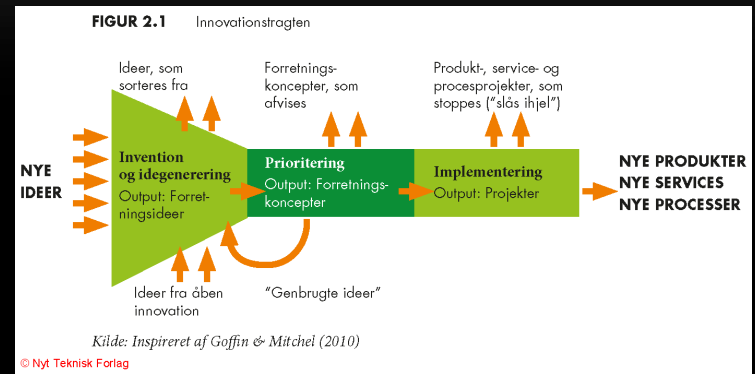 FIGUR 2.1 Innovationstragten
Ideer, som
sorteres fra
Forretnings-
koncepter, som
afvises
Produkt-, service- og
procesprojekter, som
stoppes (“slås ihjel”)
NYE
IDEER
Invention
og idegenerering
Output: Forret-
ningsideer
Prioritering
Output: Forretnings-
koncepter
Implementering
Output: Projekter
NYE PRODUKTER
NYE SERVICES
NYE PROCESSER
Ideer fra åben
innovation
“Genbrugte ideer”
Kilde: Inspireret af Goffin & Mitchel (2010)
© Nyt Teknisk Forlag